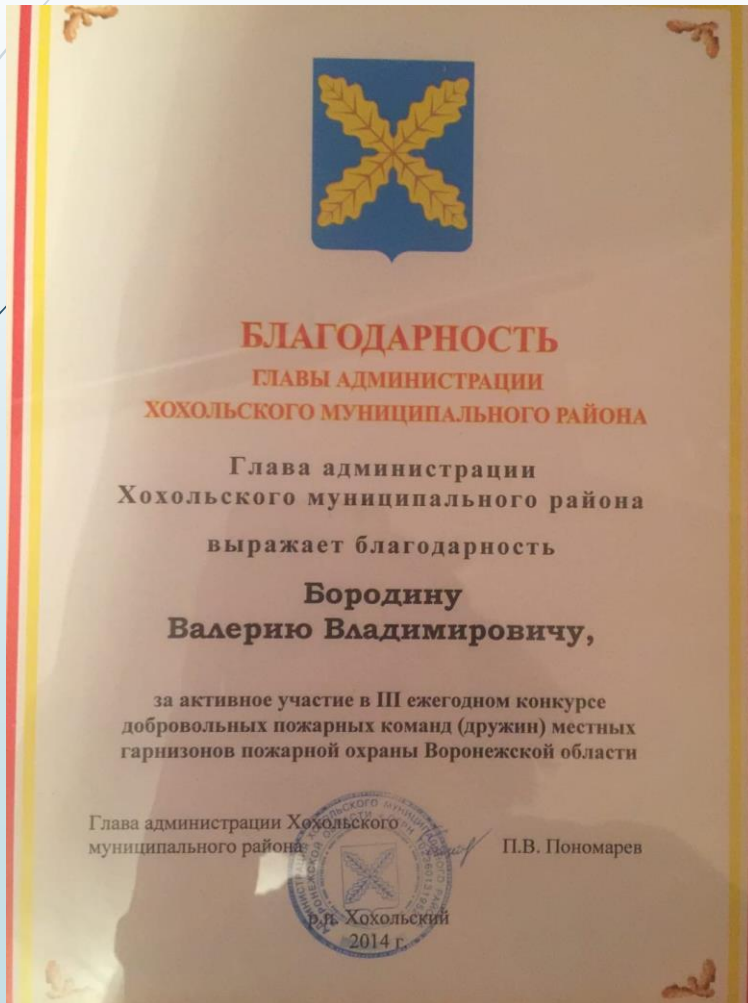 БЛАГОДАРНОСТЬ
ГЛАВЫ АДМИНИСТРАЦИИ
ХОХОЛЬСКОГО МУНИЦИПАЛЬНОГО РАЙОНА
Глава администрации
Хохольского муниципального района
выражает благодарность
Бородину
Валерию Владимировичу,
за активное участие в III ежегодном конкурсе
добровольных пожарных команд (дружин) местных
гарнизонов пожарной охраны Воронежской области
Глава администрации Хохольского
муниципального района П.В. Пономарев
р.п. Хохольский
2014 г.